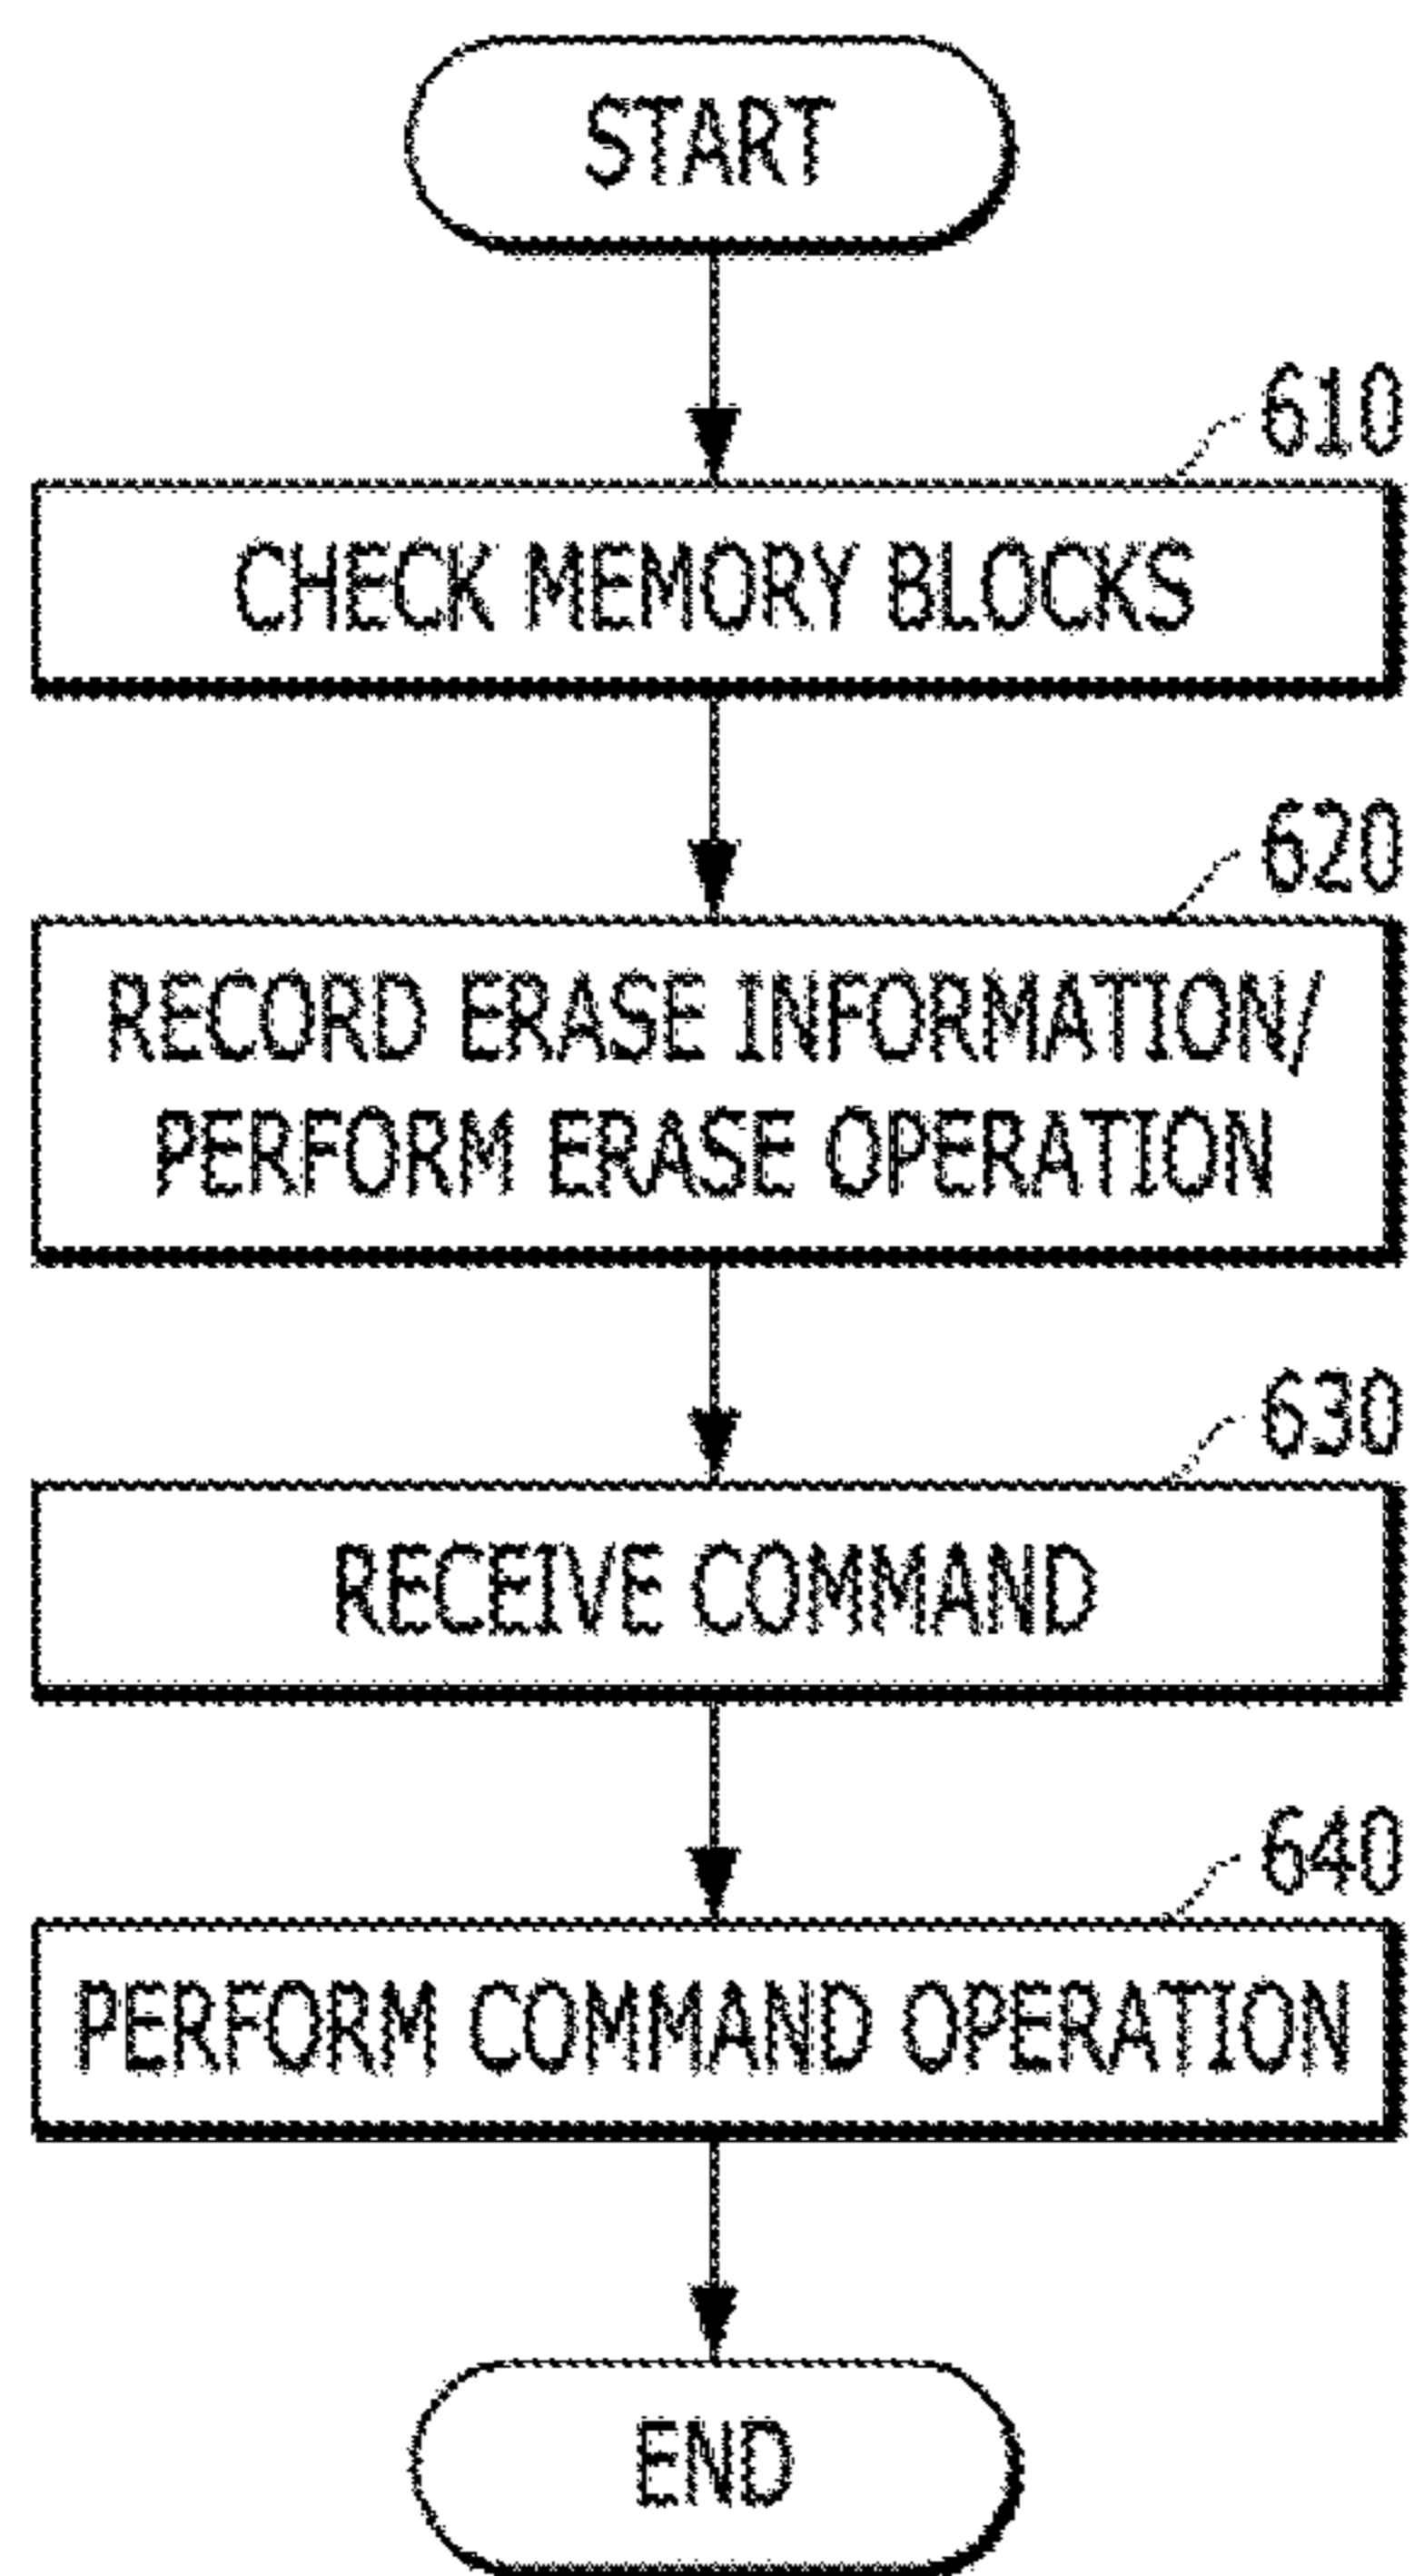 START
610
CHECK MEMORY BLOCKS
620
RECORD ERASE INFORMATION/
PERFORM ERASE OPERATION
630
RECEIVE COMMAND
640
PERFORM COMMAND OPERATION
END